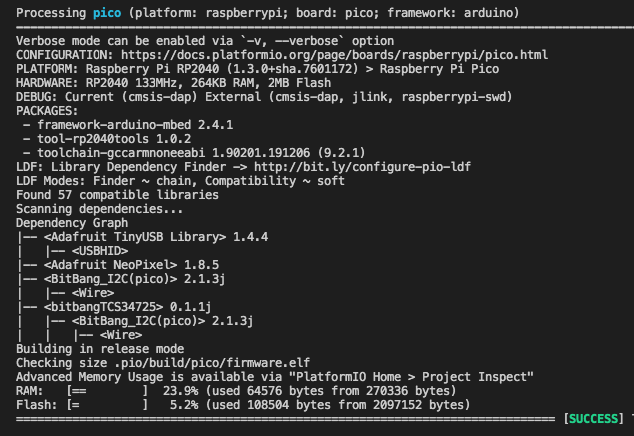 Processing pico (platform: raspberrypi; board: pico; framework: arduino)
Verbose mode can be enabled via `-v, --verbose` option
CONFIGURATION: https://docs.platformio.org/page/boards/raspberrypi/pico.html
PLATFORM: Raspberry Pi RP2040 (1.3.0+sha.7601172) > Raspberry Pi Pico
HARDWARE: RP2040 133MHz, 264KB RAM, 2MB Flash
DEBUG: Current (cmsis-dap) External (cmsis-dap, jlink, raspberrypi-swd)
PACKAGES:
 - framework-arduino-mbed 2.4.1
 - tool-rp2040tools 1.0.2
 - toolchain-gccarmnoneeabi 1.90201.191206 (9.2.1)
LDF: Library Dependency Finder -> http://bit.ly/configure-pio-ldf
LDF Modes: Finder ~ chain, Compatibility ~ soft
Found 57 compatible libraries
Scanning dependencies...
Dependency Graph
|-- <Adafruit TinyUSB Library> 1.4.4
|   |-- <USBHID>
|-- <Adafruit NeoPixel> 1.8.5
|-- <BitBang_I2C(pico)> 2.1.3j
|   |-- <Wire>
|-- <bitbangTCS34725> 0.1.1j
|   |-- <BitBang_I2C(pico)> 2.1.3j
|   |   |-- <Wire>
Building in release mode
Checking size .pio/build/pico/firmware.elf
Advanced Memory Usage is available via "PlatformIO Home > Project Inspect"
RAM:   [==        ]  23.9% (used 64576 bytes from 270336 bytes)
Flash: [=         ]   5.2% (used 108504 bytes from 2097152 bytes)
[SUCCESS]